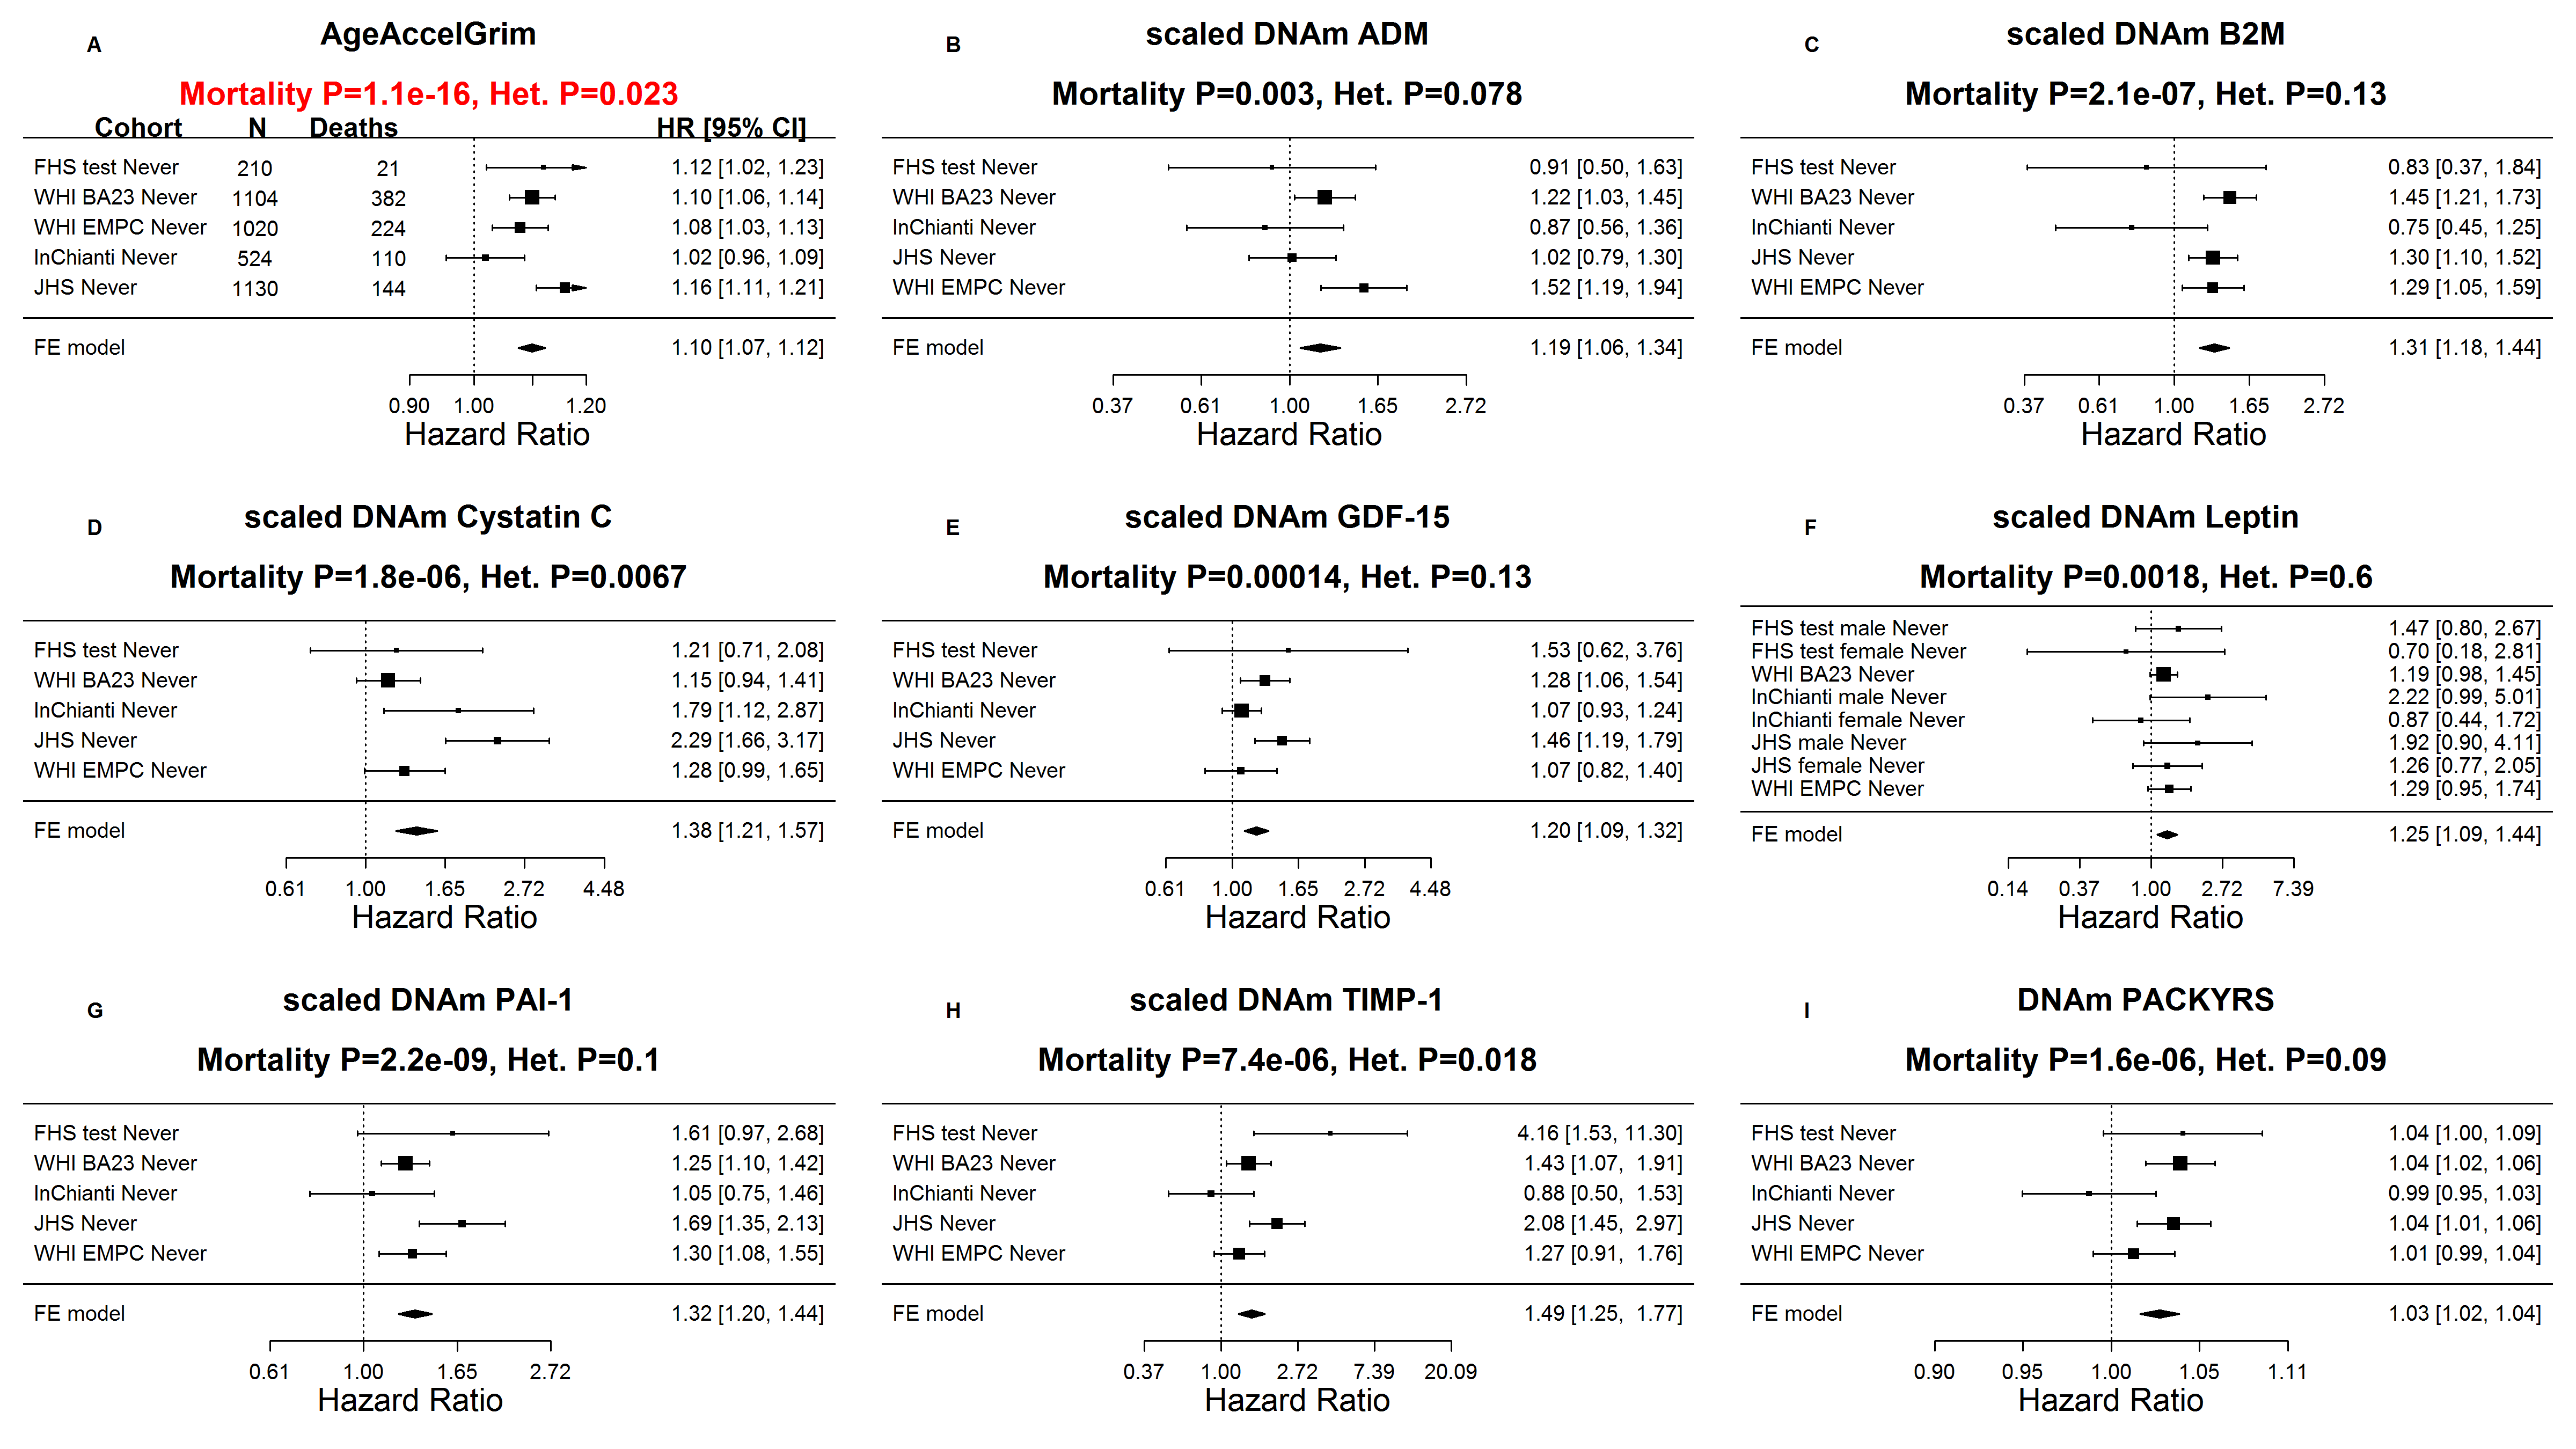 A
AgeAccelGrim
Mortality P=1.1e-16, Het. P=0.023
Cohort N Deaths HR [95% CI]
FHS test Never 210 21 1.12 [1.02, 1.23]
WHI BA23 Never 1104 382 1.10 [1.06, 1.14]
WHI EMPC Never 1020 224 1.08 [1.03, 1.13]
InChianti Never 524 110 1.02 [0.96, 1.09]
JHS Never 1130 144 1.16 [1.11, 1.21]
FE model 1.10 [1.07, 1.12]
0.90 1.00 1.20
Hazard Ratio
B
scaled DNAm ADM
Mortality P=0.003, Het. P=0.078
FHS test Never 0.91 [0.50, 1.63]
WHI BA23 Never 1.22 [1.03, 1.45]
InChianti Never 0.87 [0.56, 1.36]
JHS Never 1.02 [0.79, 1.30]
WHI EMPC Never 1.52 [1.19, 1.94]
FE model 1.19 [1.06, 1.34]
0.37 0.61 1.00 1.65 2.72
Hazard Ratio
C
scaled DNAm B2M
Mortality P=2.1e-07, Het. P=0.13
FHS test Never 0.83 [0.37, 1.84]
WHI BA23 Never 1.45 [1.21, 1.73]
InChianti Never 0.75 [0.45, 1.25]
JHS Never 1.30 [1.10, 1.52]
WHI EMPC Never 1.29 [1.05, 1.59]
FE model 1.31 [1.18, 1.44]
0.37 0.61 1.00 1.65 2.72
Hazard Ratio
D
scaled DNAm Cystatin C
Mortality P=1.8e-06, Het. P=0.0067
FHS test Never 1.21 [0.71, 2.08]
WHI BA23 Never 1.15 [0.94, 1.41]
InChianti Never 1.79 [1.12, 2.87]
JHS Never 2.29 [1.66, 3.17]
WHI EMPC Never 1.28 [0.99, 1.65]
FE model 1.38 [1.21, 1.57]
0.61 1.00 1.65 2.72 4.48
Hazard Ratio
E
scaled DNAm GDF-15
Mortality P=0.00014, Het. P=0.13
FHS test Never 1.53 [0.62, 3.76]
WHI BA23 Never 1.28 [1.06, 1.54]
InChianti Never 1.07 [0.93, 1.24]
JHS Never 1.46 [1.19, 1.79]
WHI EMPC Never 1.07 [0.82, 1.40]
FE model 1.20 [1.09, 1.32]
0.61 1.00 1.65 2.72 4.48
Hazard Ratio
F
scaled DNAm Leptin
Mortality P=0.0018, Het. P=0.6
FHS test male Never 1.47 [0.80, 2.67]
FHS test female Never 0.70 [0.18, 2.81]
WHI BA23 Never 1.19 [0.98, 1.45]
InChianti male Never 2.22 [0.99, 5.01]
InChianti female Never 0.87 [0.44, 1.72]
JHS male Never 1.92 [0.90, 4.11]
JHS female Never 1.26 [0.77, 2.05]
WHI EMPC Never 1.29 [0.95, 1.74]
FE model 1.25 [1.09, 1.44]
0.14 0.37 1.00 2.72 7.39
Hazard Ratio
G
scaled DNAm PAI-1
Mortality P=2.2e-09, Het. P=0.1
FHS test Never 1.61 [0.97, 2.68]
WHI BA23 Never 1.25 [1.10, 1.42]
InChianti Never 1.05 [0.75, 1.46]
JHS Never 1.69 [1.35, 2.13]
WHI EMPC Never 1.30 [1.08, 1.55]
FE model 1.32 [1.20, 1.44]
0.61 1.00 1.65 2.72
Hazard Ratio
H
scaled DNAm TIMP-1
Mortality P=7.4e-06, Het. P=0.018
FHS test Never 4.16 [1.53, 11.30]
WHI BA23 Never 1.43 [1.07, 1.91]
InChianti Never 0.88 [0.50, 1.53]
JHS Never 2.08 [1.45, 2.97]
WHI EMPC Never 1.27 [0.91, 1.76]
FE model 1.49 [1.25, 1.77]
0.37 1.00 2.72 7.39 20.09
Hazard Ratio
I
DNAm PACKYRS
Mortality P=1.6e-06, Het. P=0.09
FHS test Never 1.04 [1.00, 1.09]
WHI BA23 Never 1.04 [1.02, 1.06]
InChianti Never 0.99 [0.95, 1.03]
JHS Never 1.04 [1.01, 1.06]
WHI EMPC Never 1.01 [0.99, 1.04]
FE model 1.03 [1.02, 1.04]
0.90 0.95 1.00 1.05 1.11
Hazard Ratio